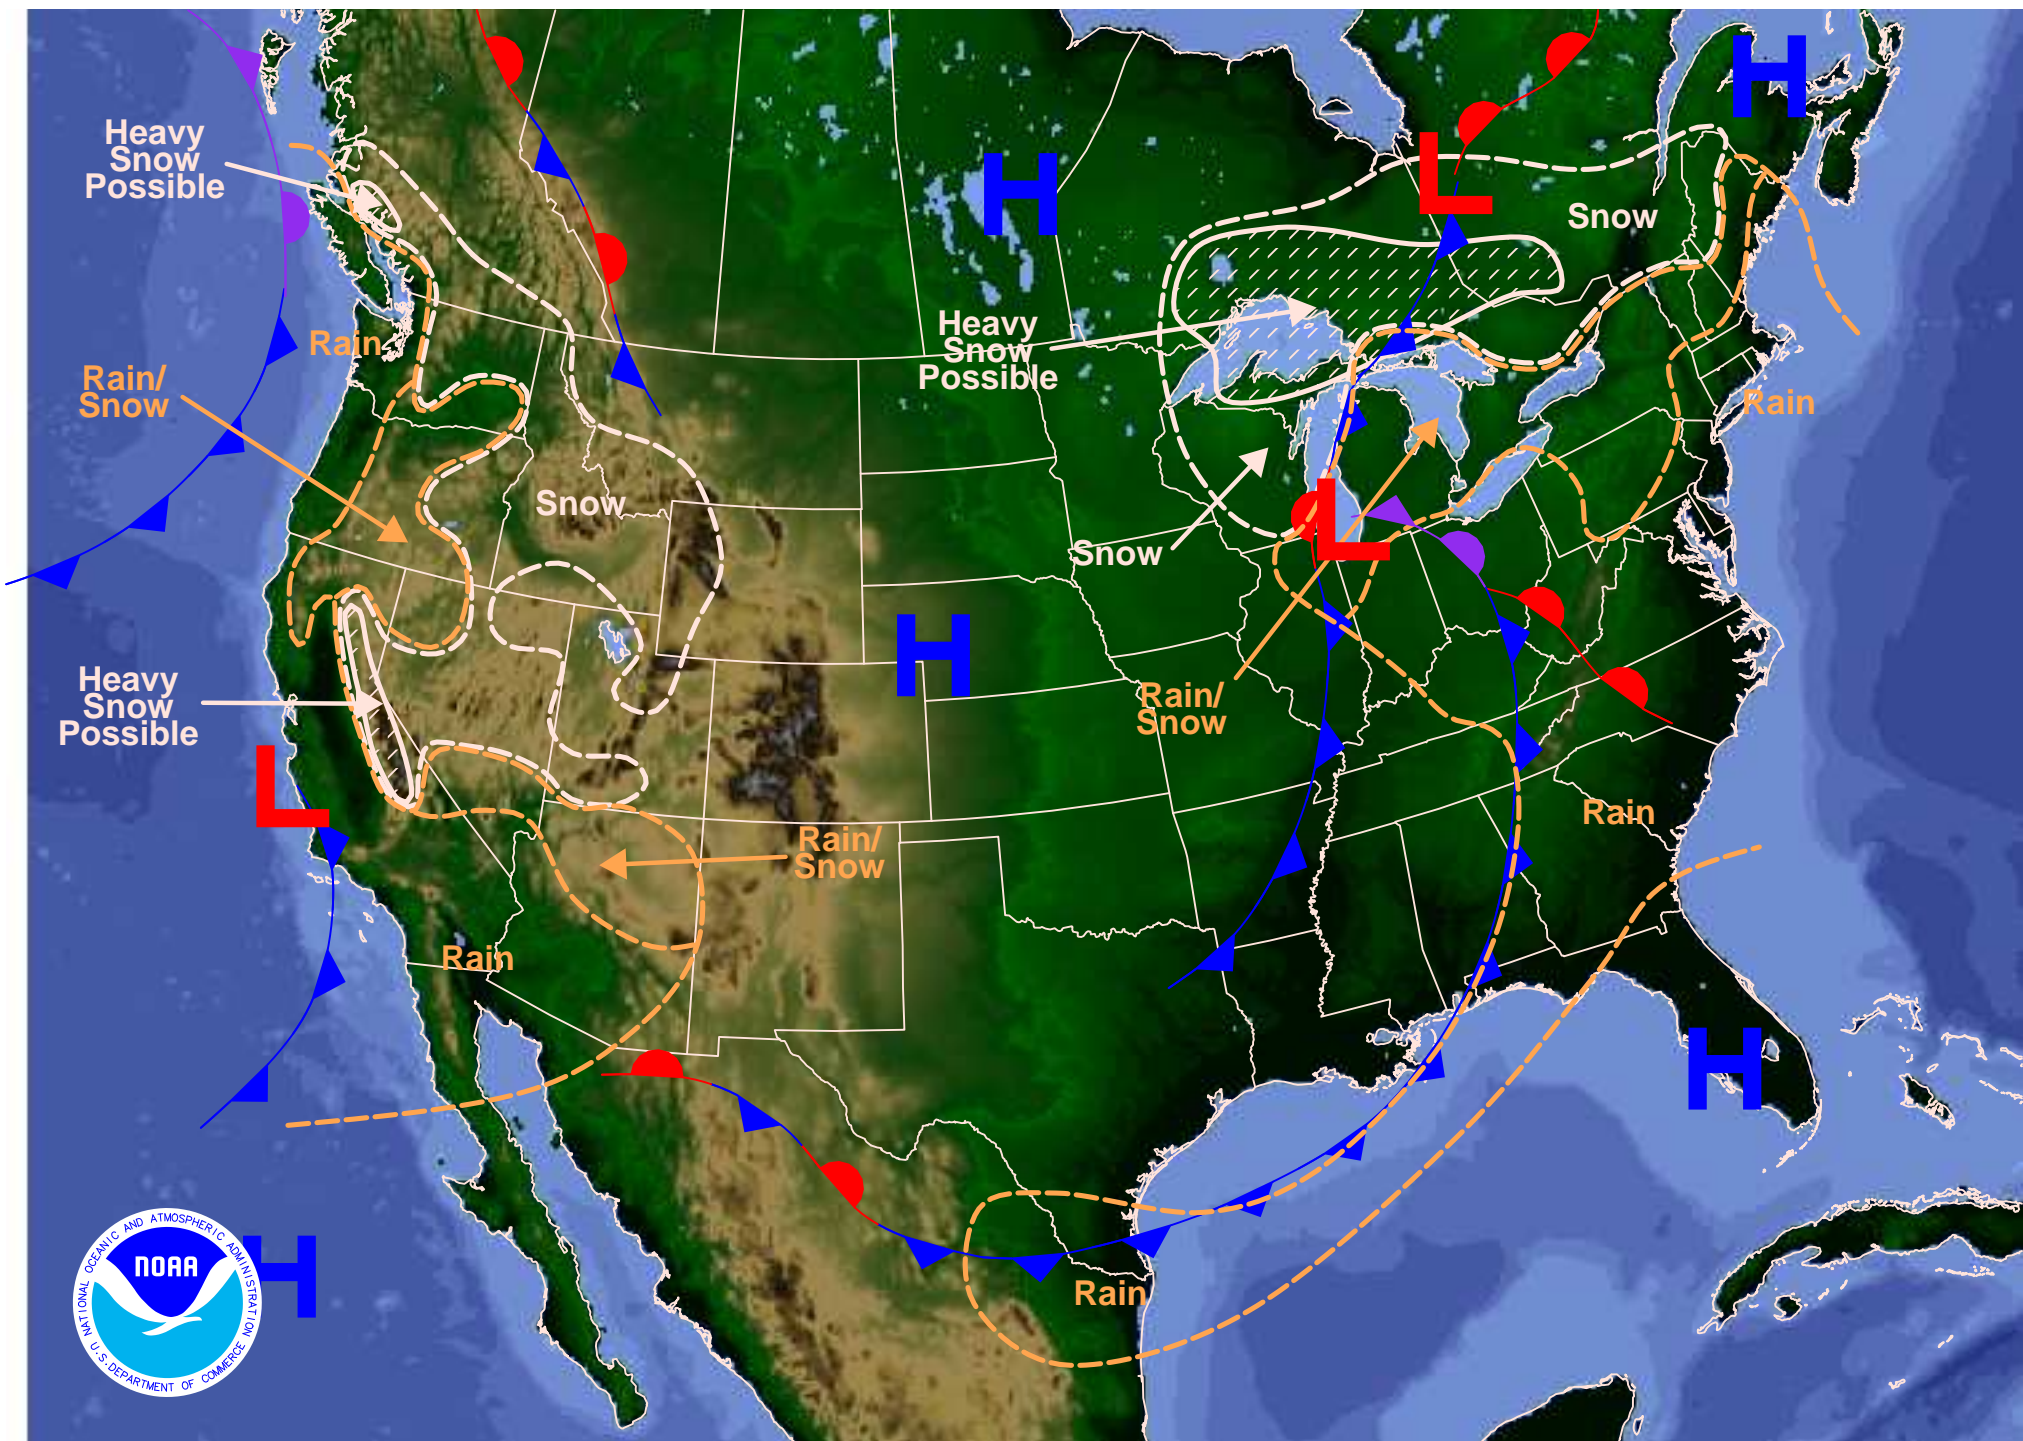 H
H
Heavy
Snow
Possible
L
Snow
Heavy
Snow
Possible
Rain
Rain/
Snow
Rain
Snow
L
Snow
H
Heavy
Snow
Possible
Rain/
Snow
L
Rain
Rain/
Snow
Rain
H
H
Rain
NATIONAL OCEANIC AND ATMOSPHERIC ADMINISTRATION
NOAA
U.S. DEPARTMENT OF COMMERCE